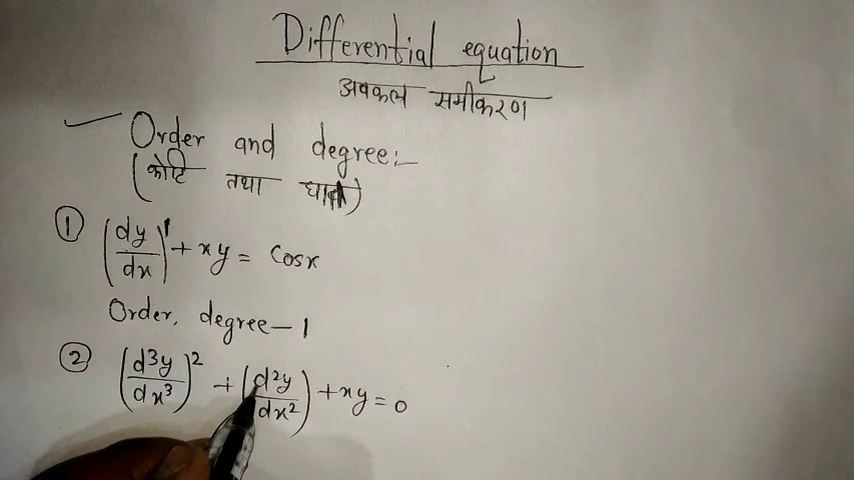 Differential equation
अवकल समीकरण
Order and degree:-
(कोटि तथा घात)
① (dy/dx)¹ + xy = Cosx
Order, degree - 1
② (d³y/dx³)² + (d²y/dx²) + xy = 0